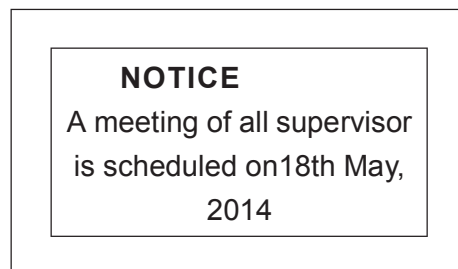 NOTICE
A meeting of all supervisor
is scheduled on18th May,
2014